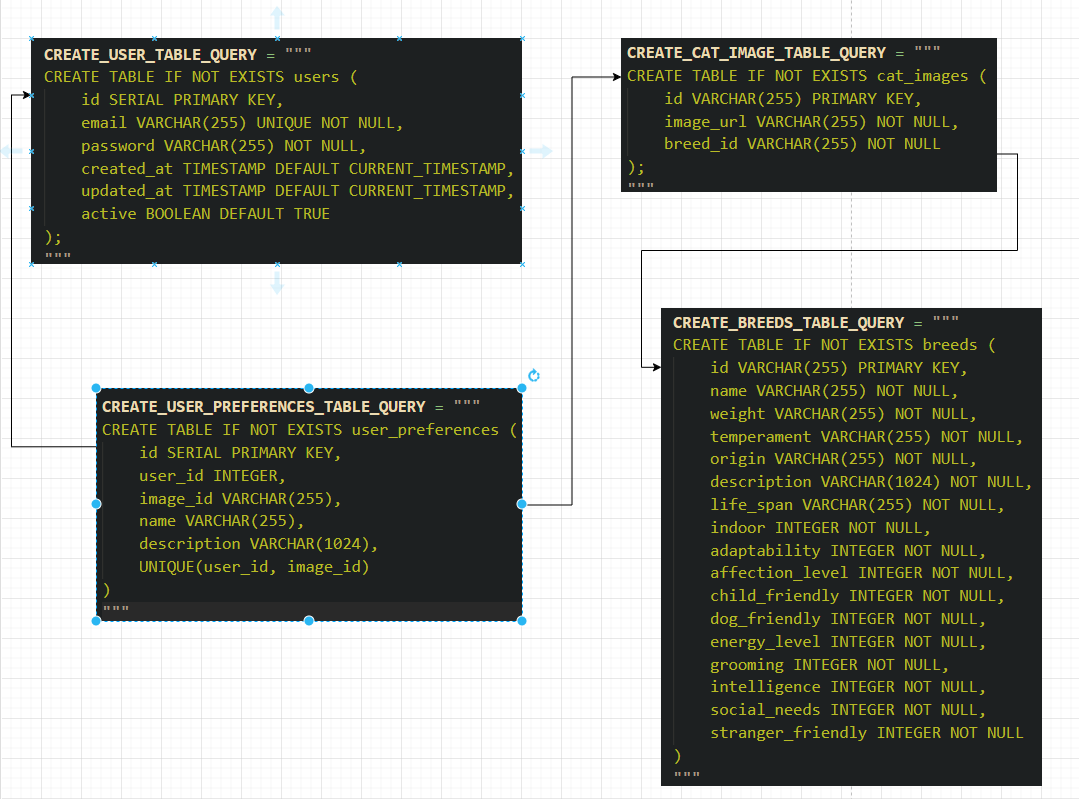 CREATE_USER_TABLE_QUERY = """
CREATE TABLE IF NOT EXISTS users (
id SERIAL PRIMARY KEY,
email VARCHAR(255) UNIQUE NOT NULL,
password VARCHAR(255) NOT NULL,
created_at TIMESTAMP DEFAULT CURRENT_TIMESTAMP,
updated_at TIMESTAMP DEFAULT CURRENT_TIMESTAMP,
active BOOLEAN DEFAULT TRUE
);
"""
CREATE_CAT_IMAGE_TABLE_QUERY = """
CREATE TABLE IF NOT EXISTS cat_images (
id VARCHAR(255) PRIMARY KEY,
image_url VARCHAR(255) NOT NULL,
breed_id VARCHAR(255) NOT NULL
);
"""
CREATE_USER_PREFERENCES_TABLE_QUERY = """
CREATE TABLE IF NOT EXISTS user_preferences (
id SERIAL PRIMARY KEY,
user_id INTEGER,
image_id VARCHAR(255),
name VARCHAR(255),
description VARCHAR(1024),
UNIQUE(user_id, image_id)
)
"""
CREATE_BREEDS_TABLE_QUERY = """
CREATE TABLE IF NOT EXISTS breeds (
id VARCHAR(255) PRIMARY KEY,
name VARCHAR(255) NOT NULL,
weight VARCHAR(255) NOT NULL,
temperament VARCHAR(255) NOT NULL,
origin VARCHAR(255) NOT NULL,
description VARCHAR(1024) NOT NULL,
life_span VARCHAR(255) NOT NULL,
indoor INTEGER NOT NULL,
adaptability INTEGER NOT NULL,
affection_level INTEGER NOT NULL,
child_friendly INTEGER NOT NULL,
dog_friendly INTEGER NOT NULL,
energy_level INTEGER NOT NULL,
grooming INTEGER NOT NULL,
intelligence INTEGER NOT NULL,
social_needs INTEGER NOT NULL,
stranger_friendly INTEGER NOT NULL
)
"""